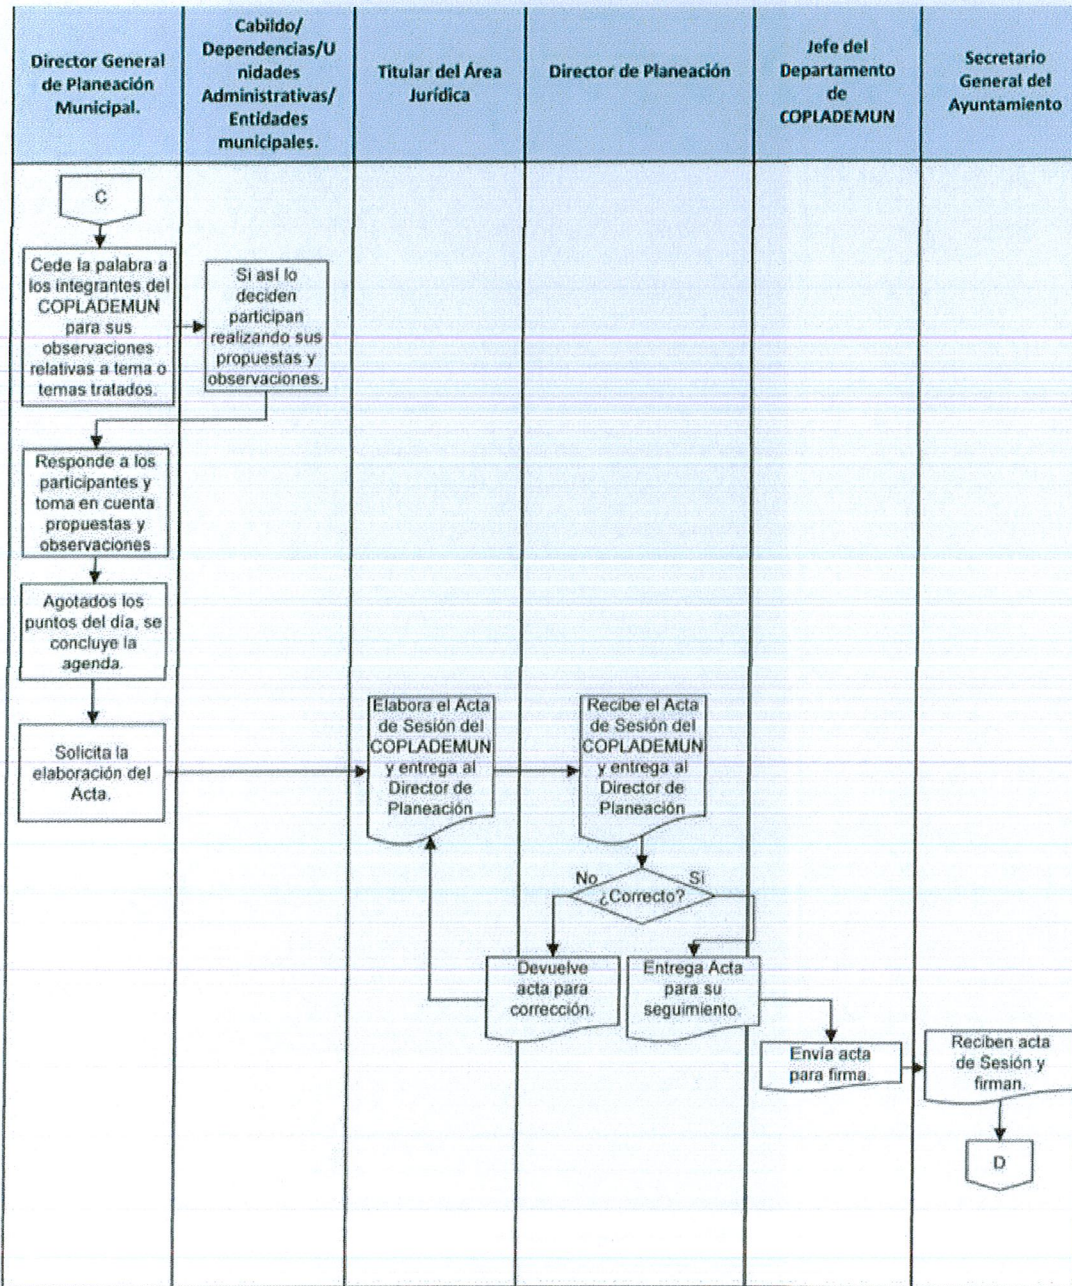 Director General
de Planeación
Municipal.
Cabildo/
Dependencias/U
nidades
Administrativas/
Entidades
municipales.
Titular del Área
Jurídica
Director de Planeación
Jefe del
Departamento
de
COPLADEMUN
Secretario
General del
Ayuntamiento
C
Cede la palabra a
los integrantes del
COPLADEMUN
para sus
observaciones
relativas a tema o
temas tratados.
Si así lo
deciden
participan
realizando sus
propuestas y
observaciones.
Responde a los
participantes y
toma en cuenta
propuestas y
observaciones
Agotados los
puntos del día, se
concluye la
agenda.
Solicita la
elaboración del
Acta.
Elabora el Acta
de Sesión del
COPLADEMUN
y entrega al
Director de
Planeación
Recibe el Acta
de Sesión del
COPLADEMUN
y entrega al
Director de
Planeación
No
Si
¿Correcto?
Devuelve
acta para
corrección.
Entrega Acta
para su
seguimiento.
Envía acta
para firma.
Reciben acta
de Sesión y
firman.
D